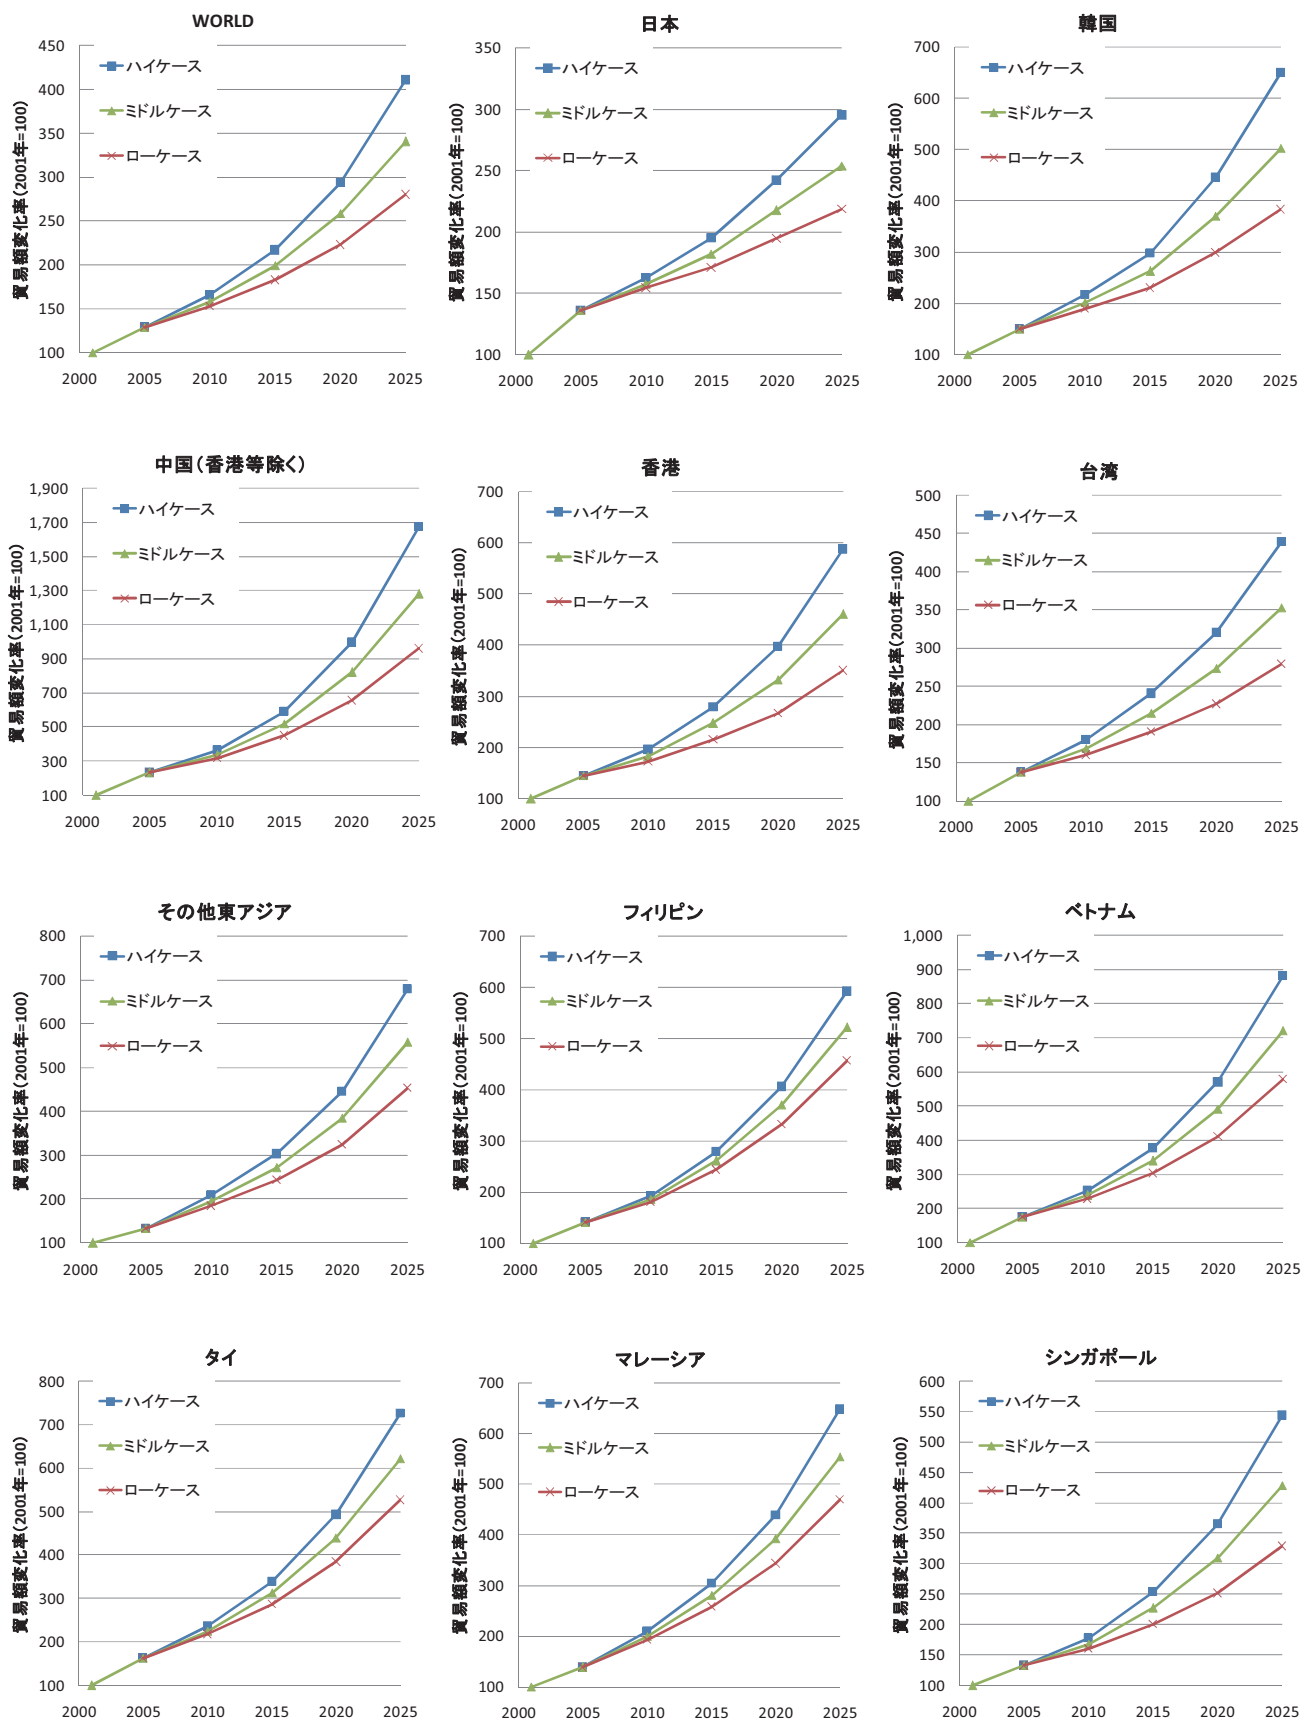 WORLD
貿易額変化率(2001年=100)
450
400
350
300
250
200
150
100
ハイケース
ミドルケース
ローケース
2000 2005 2010 2015 2020 2025
日本
貿易額変化率(2001年=100)
350
300
250
200
150
100
ハイケース
ミドルケース
ローケース
2000 2005 2010 2015 2020 2025
韓国
貿易額変化率(2001年=100)
700
600
500
400
300
200
100
ハイケース
ミドルケース
ローケース
2000 2005 2010 2015 2020 2025
中国(香港等除く)
貿易額変化率(2001年=100)
1,900
1,700
1,500
1,300
1,100
900
700
500
300
100
ハイケース
ミドルケース
ローケース
2000 2005 2010 2015 2020 2025
香港
貿易額変化率(2001年=100)
700
600
500
400
300
200
100
ハイケース
ミドルケース
ローケース
2000 2005 2010 2015 2020 2025
台湾
貿易額変化率(2001年=100)
500
450
400
350
300
250
200
150
100
ハイケース
ミドルケース
ローケース
2000 2005 2010 2015 2020 2025
その他東アジア
貿易額変化率(2001年=100)
800
700
600
500
400
300
200
100
ハイケース
ミドルケース
ローケース
2000 2005 2010 2015 2020 2025
フィリピン
貿易額変化率(2001年=100)
700
600
500
400
300
200
100
ハイケース
ミドルケース
ローケース
2000 2005 2010 2015 2020 2025
ベトナム
貿易額変化率(2001年=100)
1,000
900
800
700
600
500
400
300
200
100
ハイケース
ミドルケース
ローケース
2000 2005 2010 2015 2020 2025
タイ
貿易額変化率(2001年=100)
800
700
600
500
400
300
200
100
ハイケース
ミドルケース
ローケース
2000 2005 2010 2015 2020 2025
マレーシア
貿易額変化率(2001年=100)
700
600
500
400
300
200
100
ハイケース
ミドルケース
ローケース
2000 2005 2010 2015 2020 2025
シンガポール
貿易額変化率(2001年=100)
600
550
500
450
400
350
300
250
200
150
100
ハイケース
ミドルケース
ローケース
2000 2005 2010 2015 2020 2025